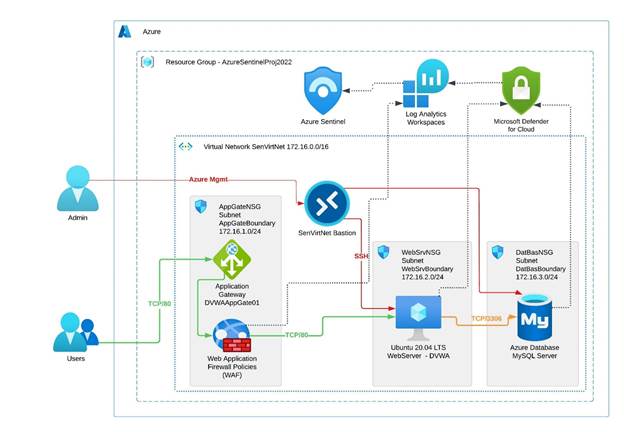 Azure
Resource Group - AzureSentinelProj2022
Azure Sentinel
Log Analytics
Workspaces
Microsoft Defender
for Cloud
Virtual Network SenVirtNet 172.16.0.0/16
Admin
Azure Mgmt
SenVirtNet Bastion
AppGateNSG
Subnet
AppGateBoundary
172.16.1.0/24
SSH
WebSrvNSG
Subnet
WebSrvBoundary
172.16.2.0/24
DatBasNSG
Subnet
DatBasBoundary
172.16.3.0/24
Application
Gateway
DVWAAppGate01
TCP/80
Users
TCP/80
Web Application
Firewall Policies
(WAF)
Ubuntu 20.04 LTS
WebServer - DVWA
TCP/3306
My
Azure Database
MySQL Server